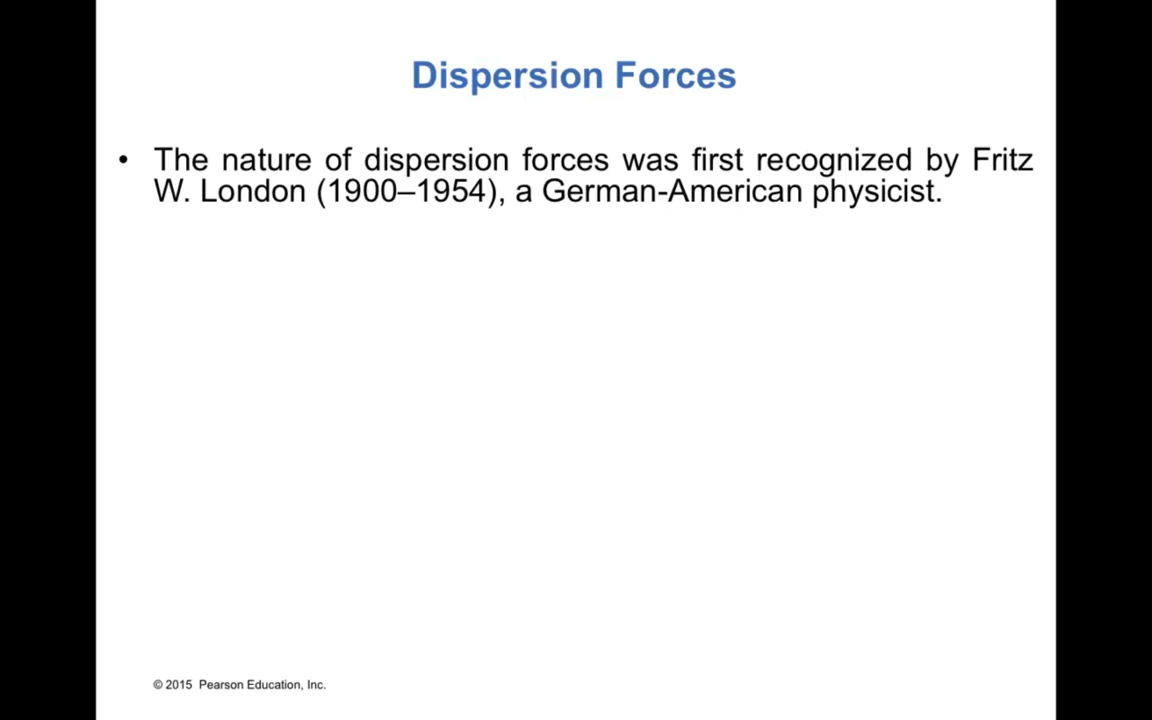 Dispersion Forces
• The nature of dispersion forces was first recognized by Fritz
W. London (1900–1954), a German-American physicist.
© 2015 Pearson Education, Inc.